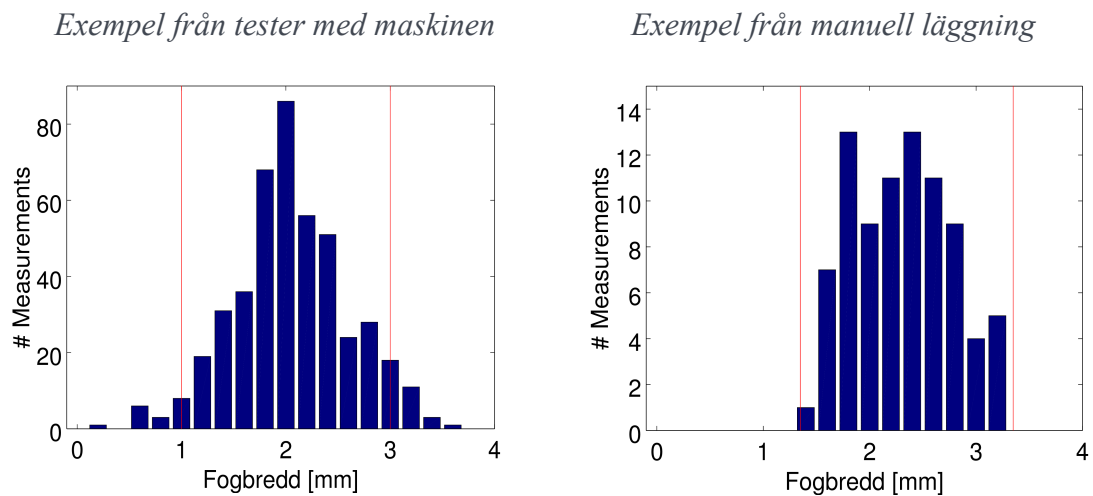 Exempel från tester med maskinen
80
60
40
20
0
# Measurements
0 1 2 3 4
Fogbredd [mm]
Exempel från manuell läggning
14
12
10
8
6
4
2
0
# Measurements
0 1 2 3 4
Fogbredd [mm]